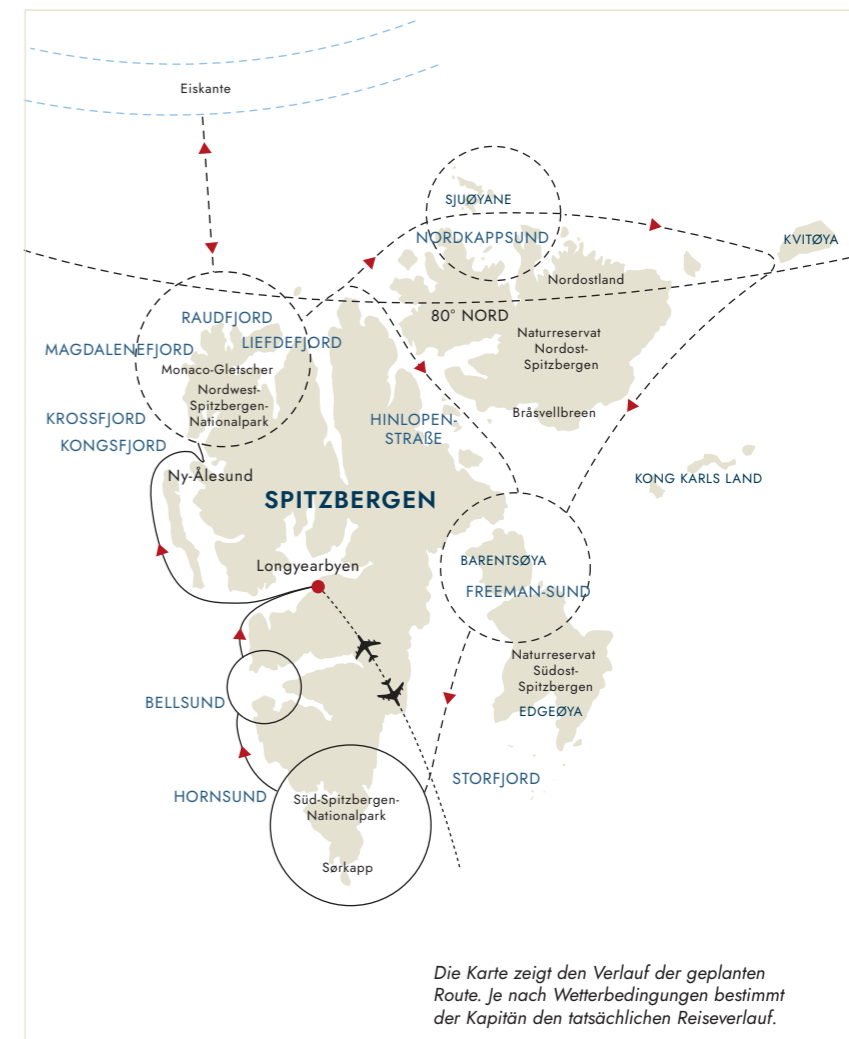 Eiskante
SJUØYANE
NORDKAPPSUND
KVITØYA
Nordostland
RAUDFJORD
80° NORD
LIEFDEFJORD
MAGDALENEFJORD
Naturreservat
Nordost-
Spitzbergen
Monaco-Gletscher
Nordwest-
Spitzbergen-
Nationalpark
KROSSFJORD
HINLOPEN-
STRAßE
Bråsvellbreen
KONGSFJORD
Ny-Ålesund
KONG KARLS LAND
SPITZBERGEN
BARENTSØYA
Longyearbyen
FREEMAN-SUND
Naturreservat
Südost-
Spitzbergen
BELLSUND
EDGEØYA
STORFJORD
HORNSUND
Süd-Spitzbergen-
Nationalpark
Sørkapp
Die Karte zeigt den Verlauf der geplanten
Route. Je nach Wetterbedingungen bestimmt
der Kapitän den tatsächlichen Reiseverlauf.